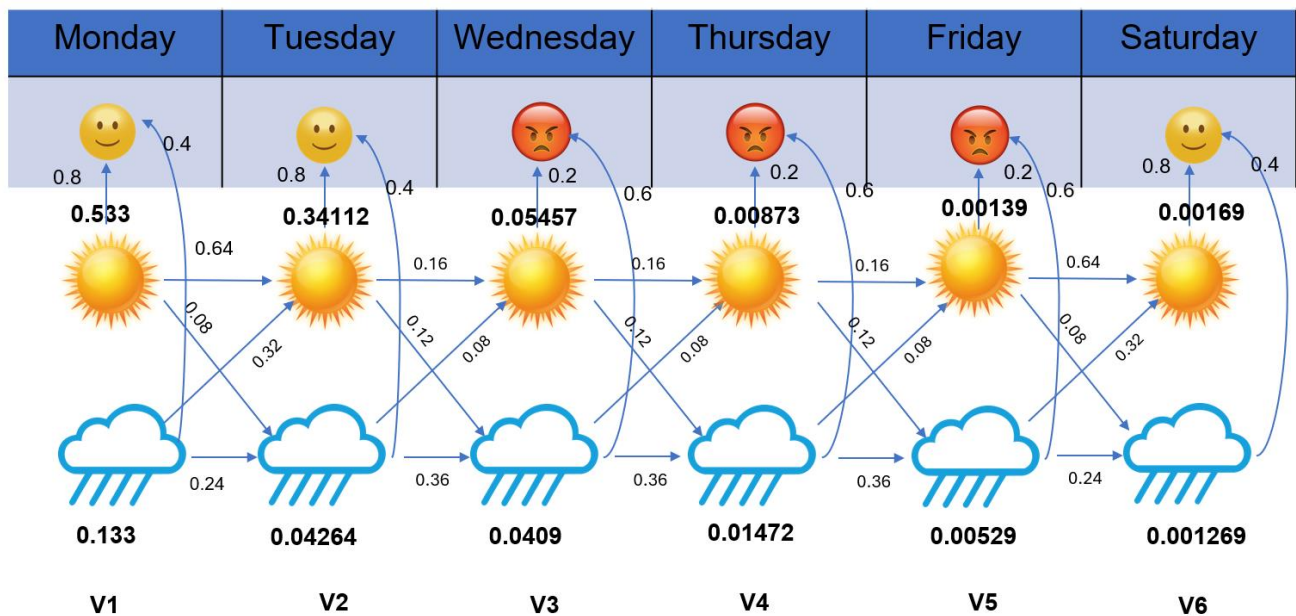 Monday Tuesday Wednesday Thursday Friday Saturday
0.4
0.8 0.8 0.4 0.2 0.6 0.2 0.6 0.2 0.6 0.8 0.4
0.533 0.34112 0.05457 0.00873 0.00139 0.00169
0.64 0.16 0.16 0.16 0.64
0.08 0.32 0.12 0.08 0.12 0.08 0.12 0.08 0.08 0.32
0.24 0.36 0.36 0.36 0.24
0.133 0.04264 0.0409 0.01472 0.00529 0.001269
V1 V2 V3 V4 V5 V6